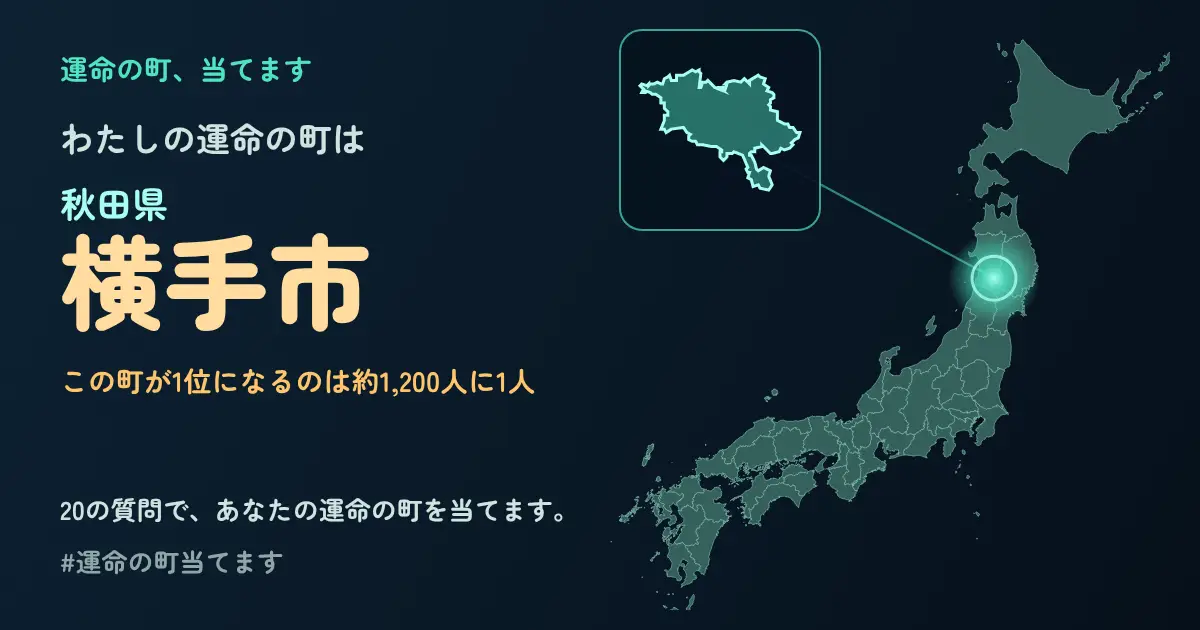 運命の町、当てます
わたしの運命の町は
秋田県
横手市
この町が1位になるのは約1,200人に1人
20の質問で、あなたの運命の町を当てます。
#運命の町当てます